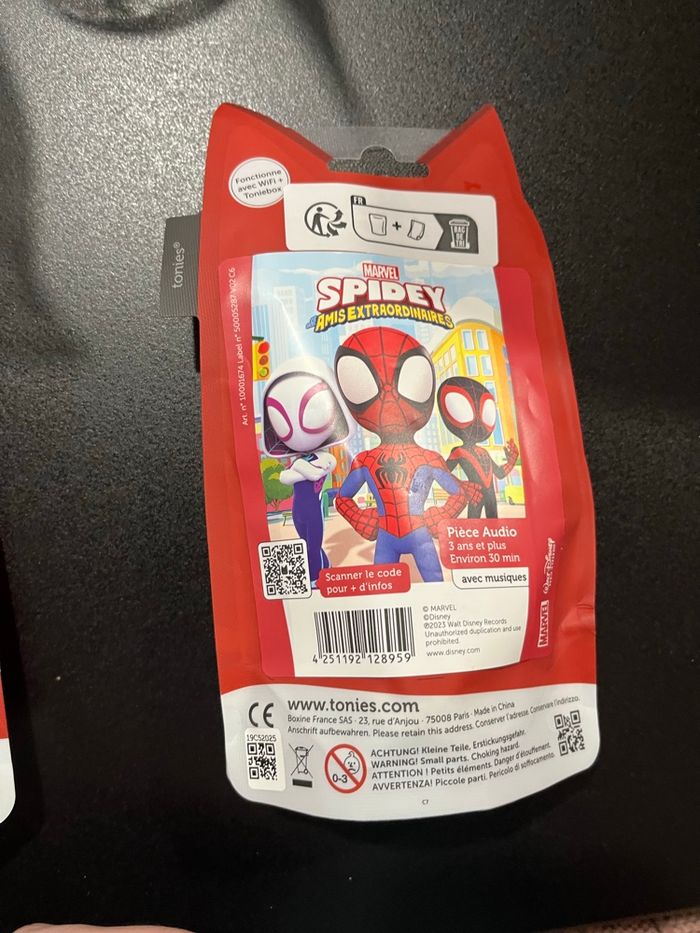 Fonctionne
avec WiFi +
Toniebox
FR
+
BAC
DE
TRI
tonies®
Art. n° 10001674 Label n° 50005287 V02 C6
MARVEL
SPIDEY
ET SES AMIS EXTRAORDINAIRES
Pièce Audio
3 ans et plus
Environ 30 min
avec musiques
Scanner le code
pour + d'infos
4 251192 128959
© MARVEL
©Disney
℗2023 Walt Disney Records
Unauthorized duplication and use
prohibited.
www.disney.com
MARVEL
Walt Disney
CE
www.tonies.com
Boxine France SAS · 23, rue d'Anjou · 75008 Paris · Made in China
Anschrift aufbewahren. Please retain this address. Conserver l'adresse. Conservare l'indirizzo.
19C52025
0-3
ACHTUNG! Kleine Teile, Erstickungsgefahr.
WARNING! Small parts. Choking hazard.
ATTENTION ! Petits éléments. Danger d'étouffement.
AVVERTENZA! Piccole parti. Pericolo di soffocamento.
C7